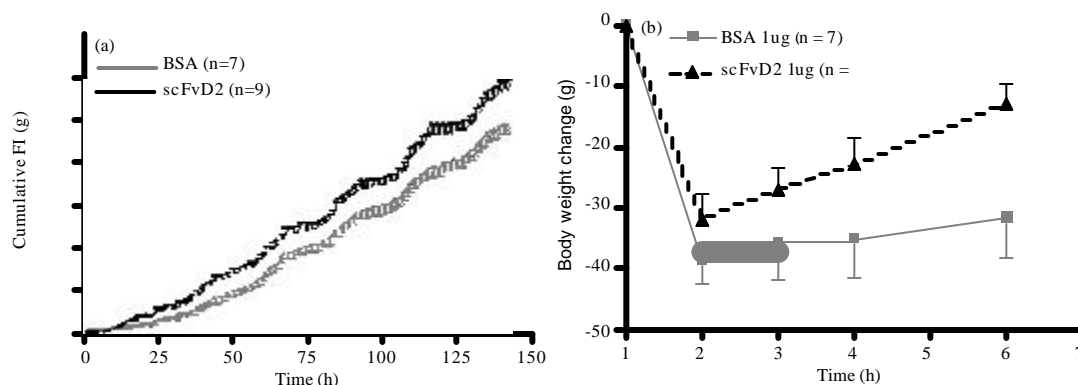 (a)
BSA (n=7)
scFvD2 (n=9)
Cumulative FI (g)
0 25 50 75 100 125 150
Time (h)
(b)
BSA 1ug (n = 7)
scFvD2 1ug (n =
Body weight change (g)
0
-10
-20
-30
-40
-50
1 2 3 4 5 6 7
Time (h)